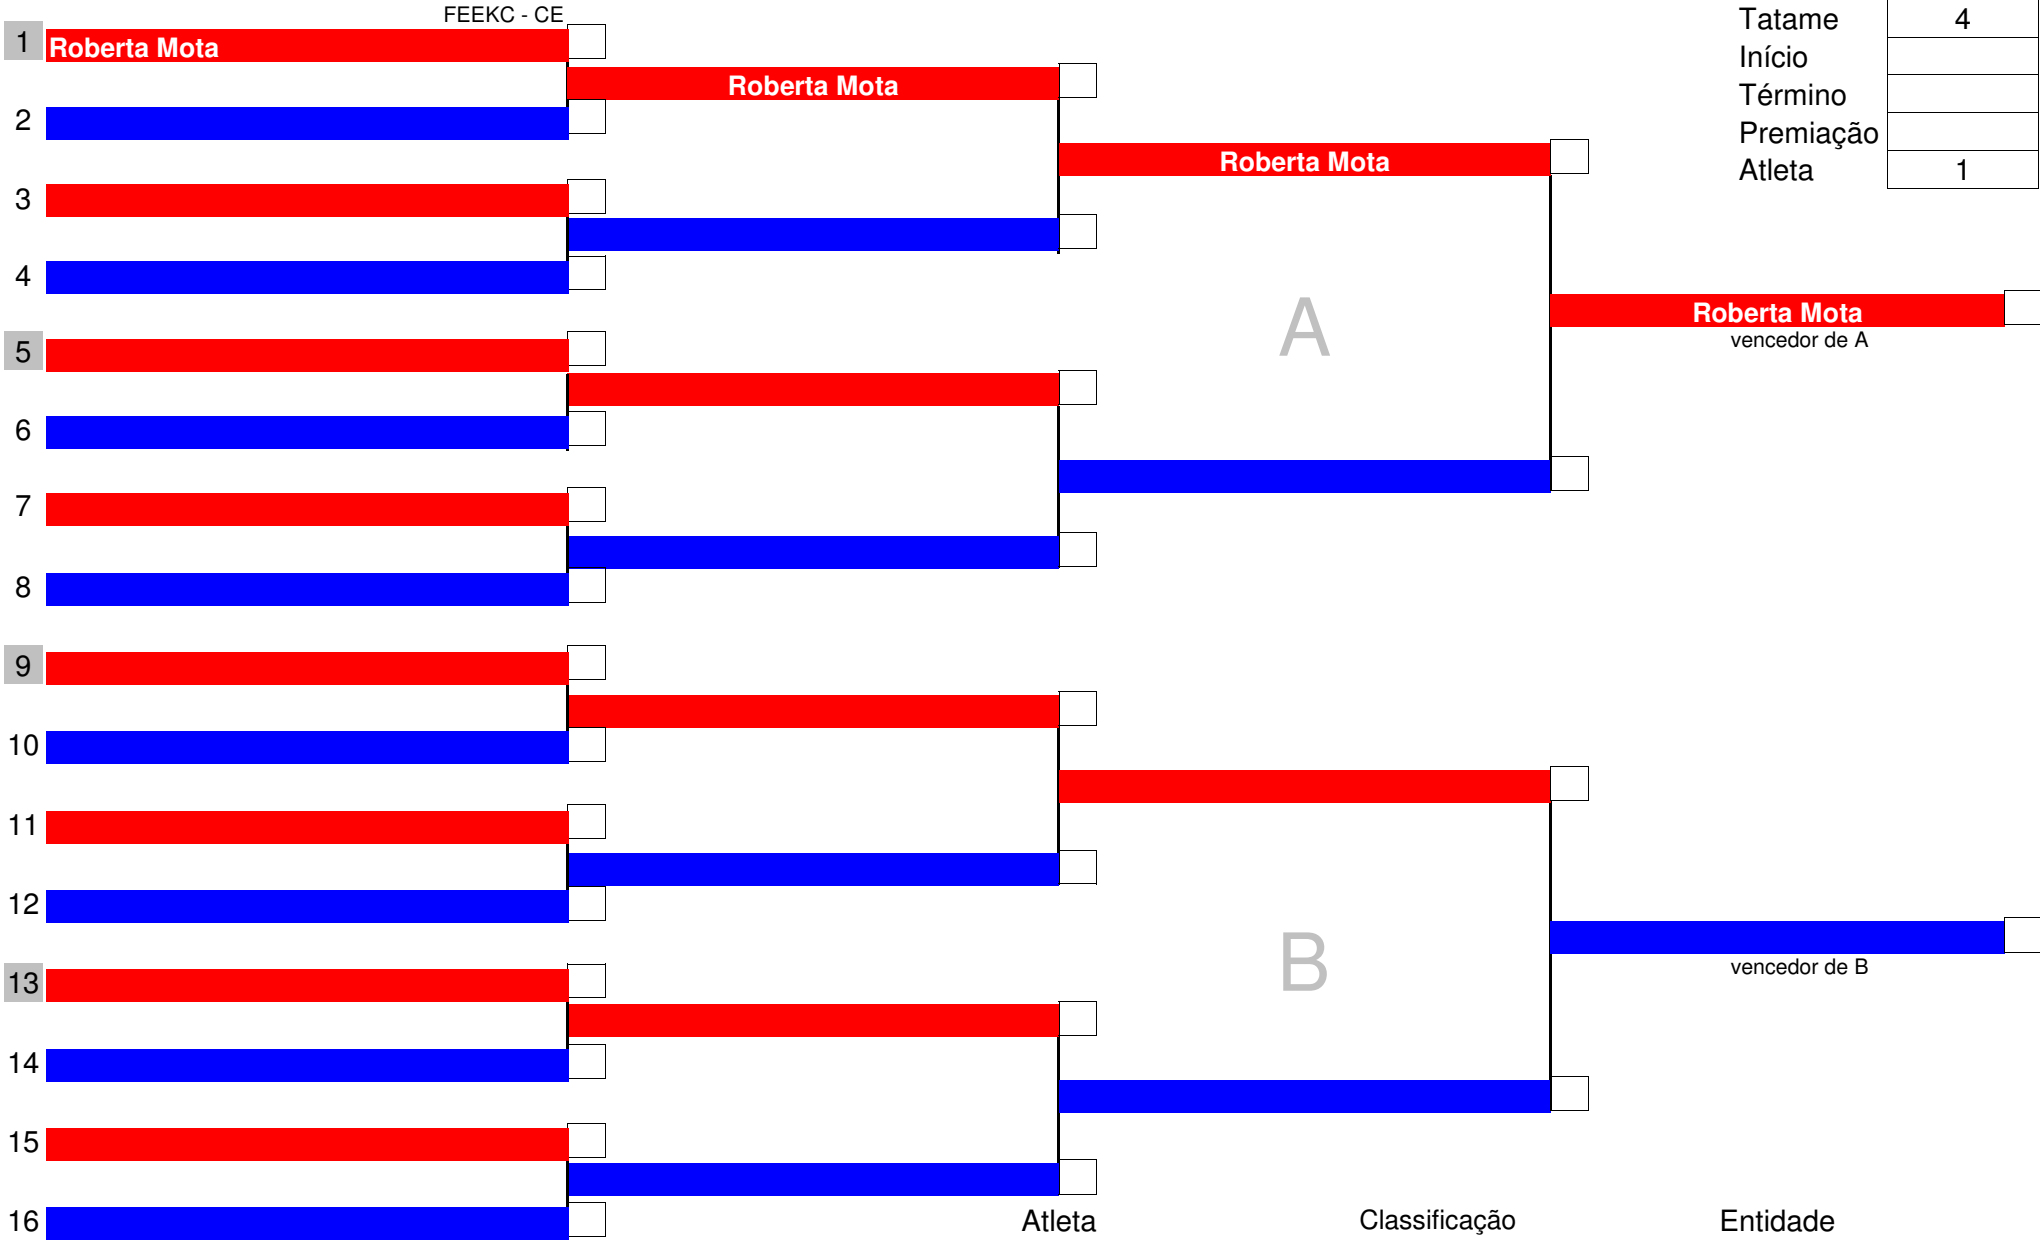 FEEKC - CE
Tatame 4
1 Roberta Mota
Início
Roberta Mota
Término
2
Premiação
Roberta Mota
Atleta 1
3
4
A
Roberta Mota
vencedor de A
5
6
7
8
9
10
11
12
B
vencedor de B
13
14
15
16
Atleta Classificação Entidade